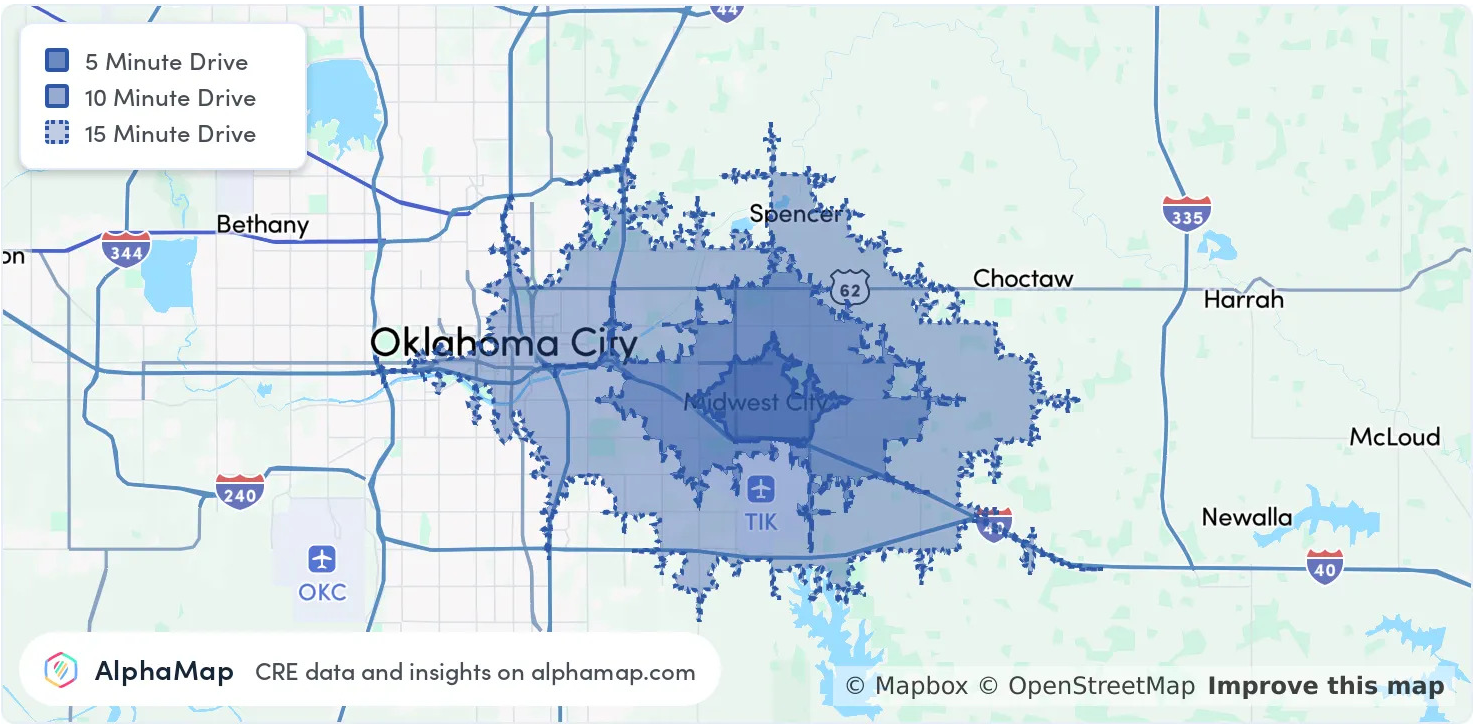 44
5 Minute Drive
10 Minute Drive
15 Minute Drive
Spencer
335
Bethany
344
on
62
Choctaw
Harrah
Oklahoma City
Midwest City
McLoud
240
TIK
Newalla
40
40
OKC
AlphaMap CRE data and insights on alphamap.com
© Mapbox © OpenStreetMap Improve this map